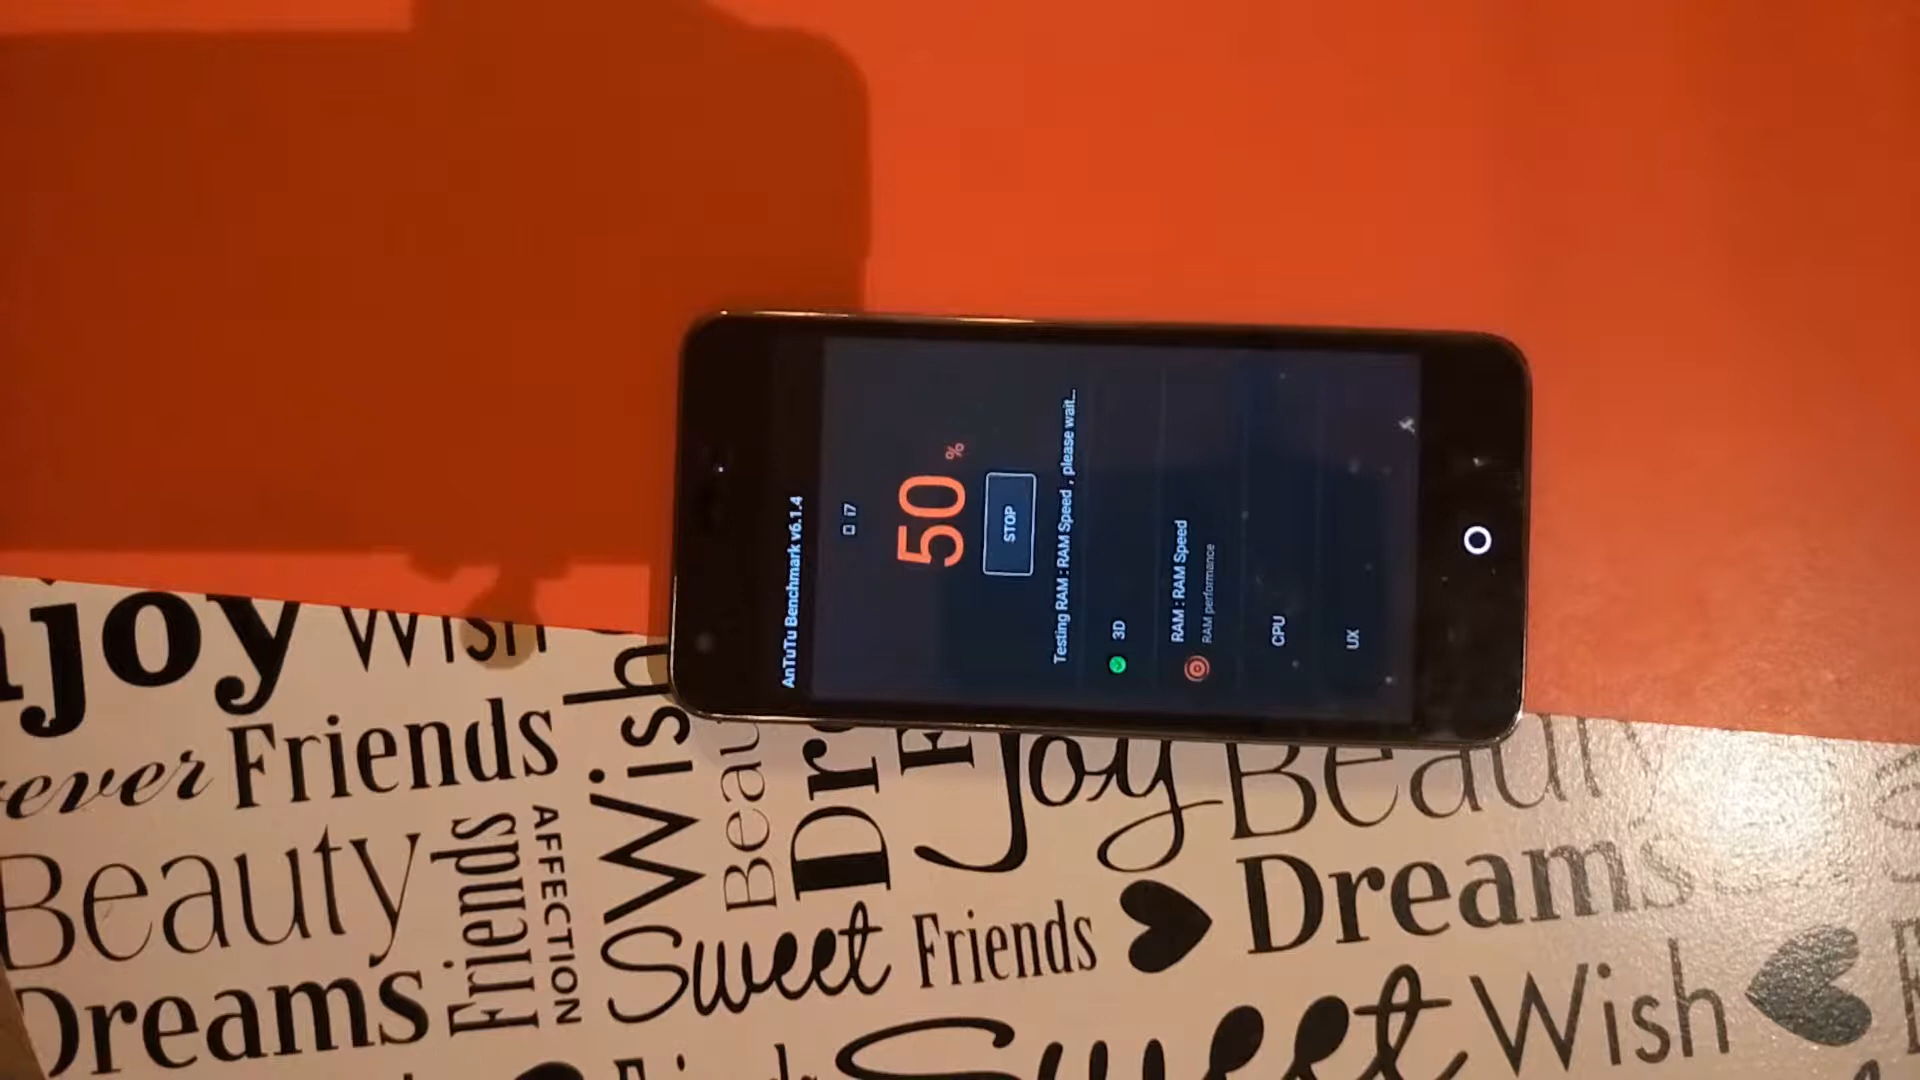 AnTuTu Benchmark v6.1.4
i7
50 %
STOP
Testing RAM : RAM Speed , please wait...
3D
RAM : RAM Speed
RAM performance
CPU
UX
njoy Wish
ever Friends
Wish
Beauty
Friends
AFFECTION
Dreams
Beau
Dre
Joy Beauty
Sweet Friends Dreams
Sweet Wish